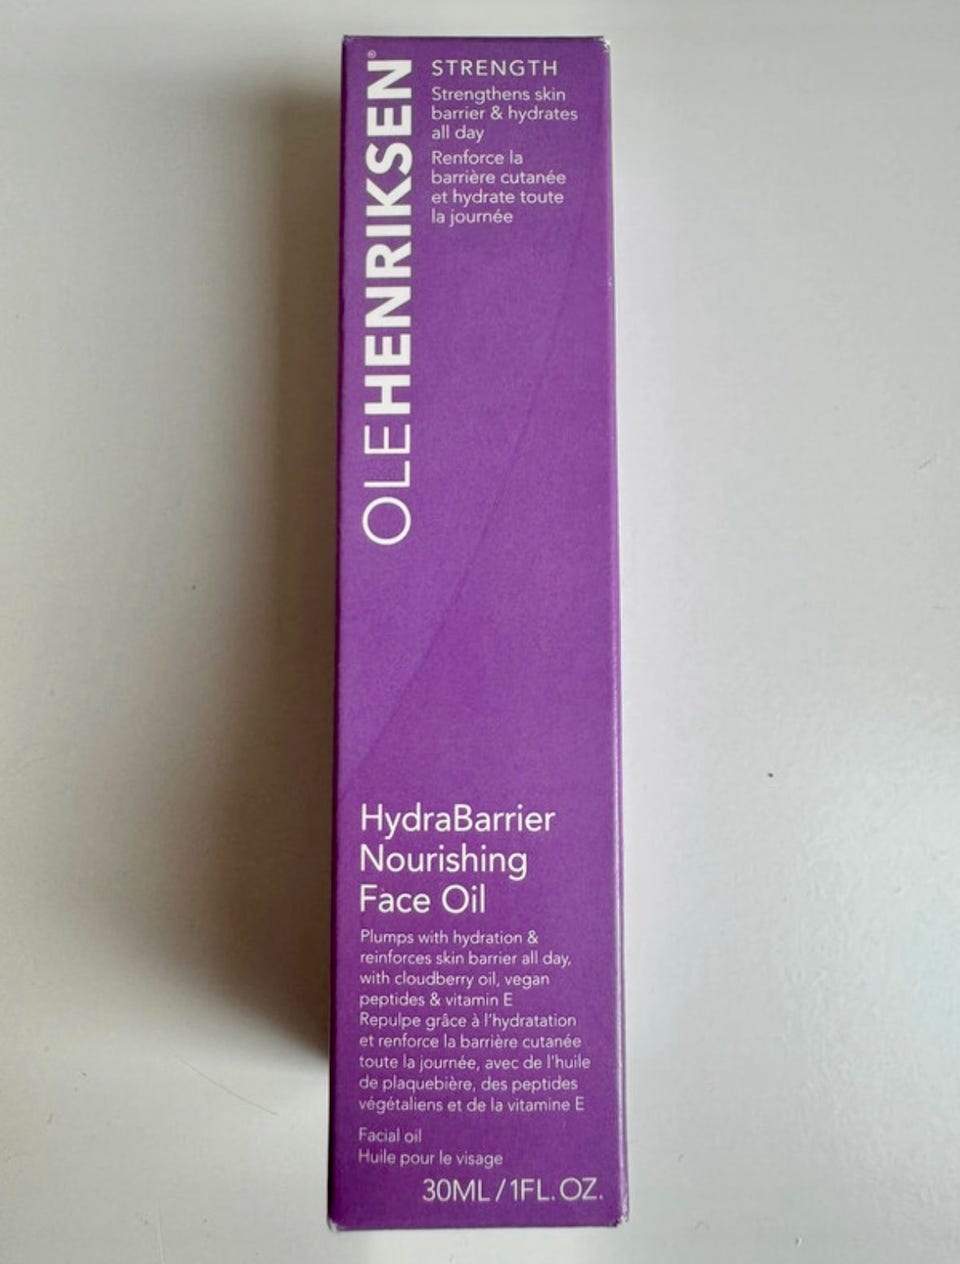 OLEHENRIKSEN®
STRENGTH
Strengthens skin
barrier & hydrates
all day
Renforce la
barrière cutanée
et hydrate toute
la journée
HydraBarrier
Nourishing
Face Oil
Plumps with hydration &
reinforces skin barrier all day,
with cloudberry oil, vegan
peptides & vitamin E
Repulpe grâce à l'hydratation
et renforce la barrière cutanée
toute la journée, avec de l'huile
de plaquebière, des peptides
végétaliens et de la vitamine E
Facial oil
Huile pour le visage
30ML / 1FL. OZ.